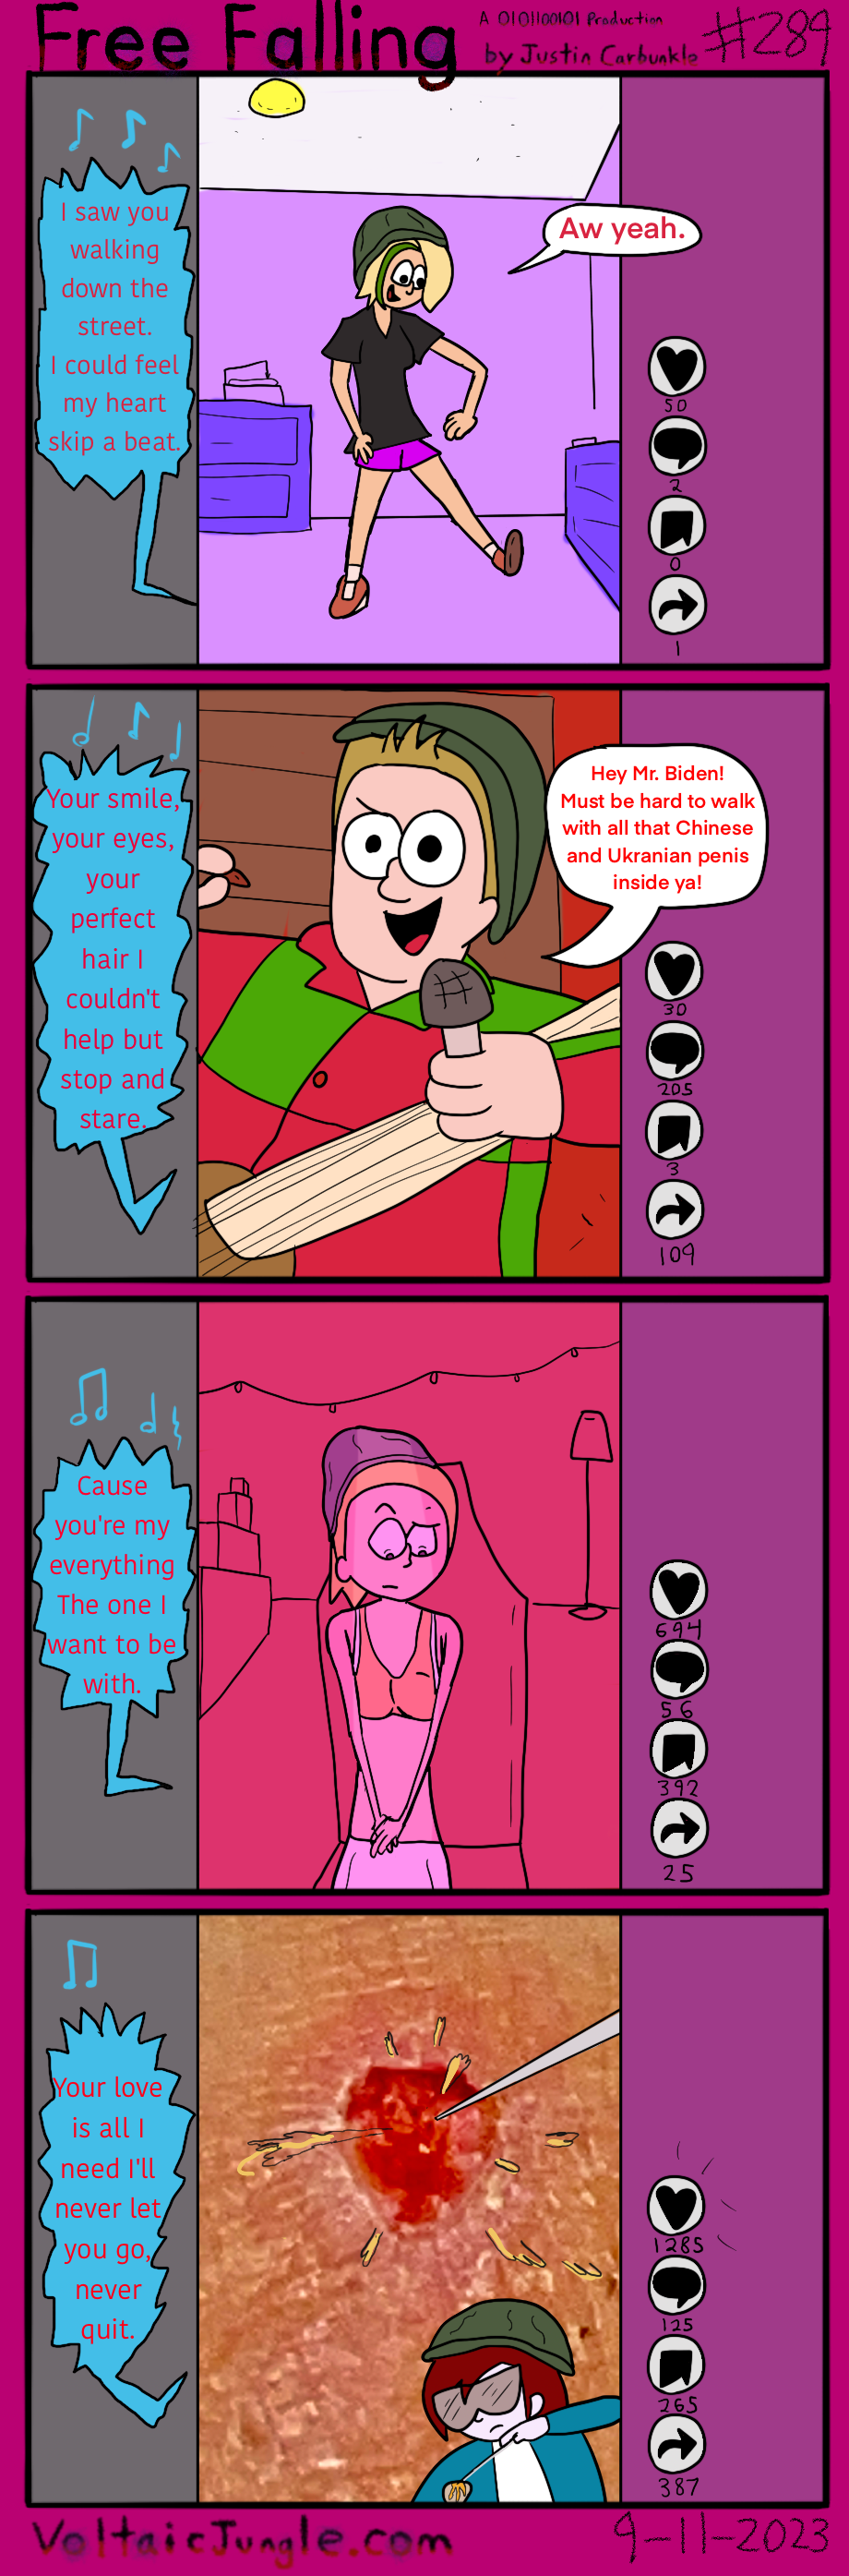 Free Falling
A 0101100101 Production
by Justin Carbunkle
#289
I saw you
walking
down the
street.
I could feel
my heart
skip a beat.
Aw yeah.
50
2
0
1
Your smile,
your eyes,
your
perfect
hair I
couldn't
help but
stop and
stare.
Hey Mr. Biden!
Must be hard to walk
with all that Chinese
and Ukranian penis
inside ya!
30
205
3
109
Cause
you're my
everything
The one I
want to be
with.
694
56
392
25
Your love
is all I
need I'll
never let
you go,
never
quit.
1285
125
265
387
VoltaicJungle.com
9-11-2023